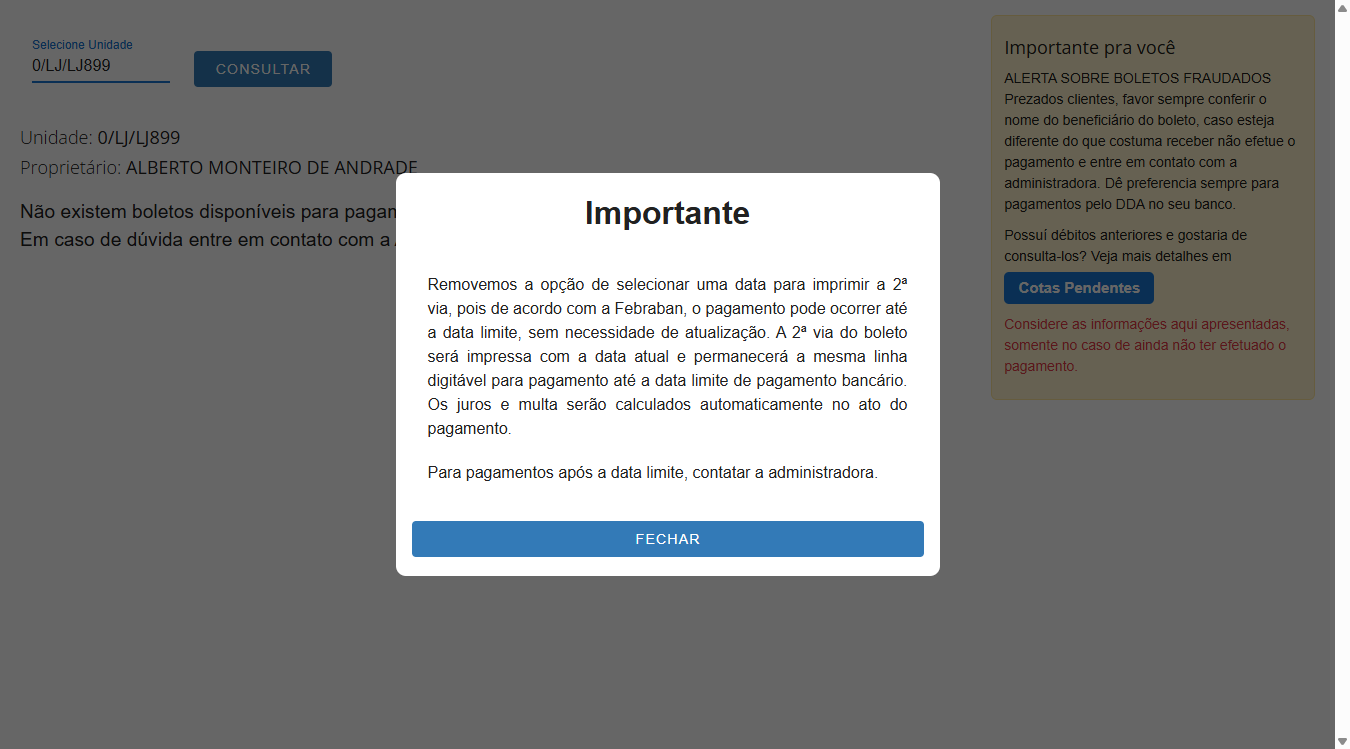 Selecione Unidade
0/LJ/LJ899
CONSULTAR
Unidade: 0/LJ/LJ899
Proprietário: ALBERTO MONTEIRO DE ANDRADE
Não existem boletos disponíveis para
Em caso de dúvida entre em contato com a
Importante
Removemos a opção de selecionar uma data para imprimir a 2ª
via, pois de acordo com a Febraban, o pagamento pode ocorrer até
a data limite, sem necessidade de atualização. A 2ª via do boleto
será impressa com a data atual e permanecerá a mesma linha
digitável para pagamento até a data limite de pagamento bancário.
Os juros e multa serão calculados automaticamente no ato do
pagamento.
Para pagamentos após a data limite, contatar a administradora.
FECHAR
Importante pra você
ALERTA SOBRE BOLETOS FRAUDADOS
Prezados clientes, favor sempre conferir o
nome do beneficiário do boleto, caso esteja
diferente do que costuma receber não efetue o
pagamento e entre em contato com a
administradora. Dê preferencia sempre para
pagamentos pelo DDA no seu banco.
Possuí débitos anteriores e gostaria de
consulta-los? Veja mais detalhes em
Cotas Pendentes
Considere as informações aqui apresentadas,
somente no caso de ainda não ter efetuado o
pagamento.